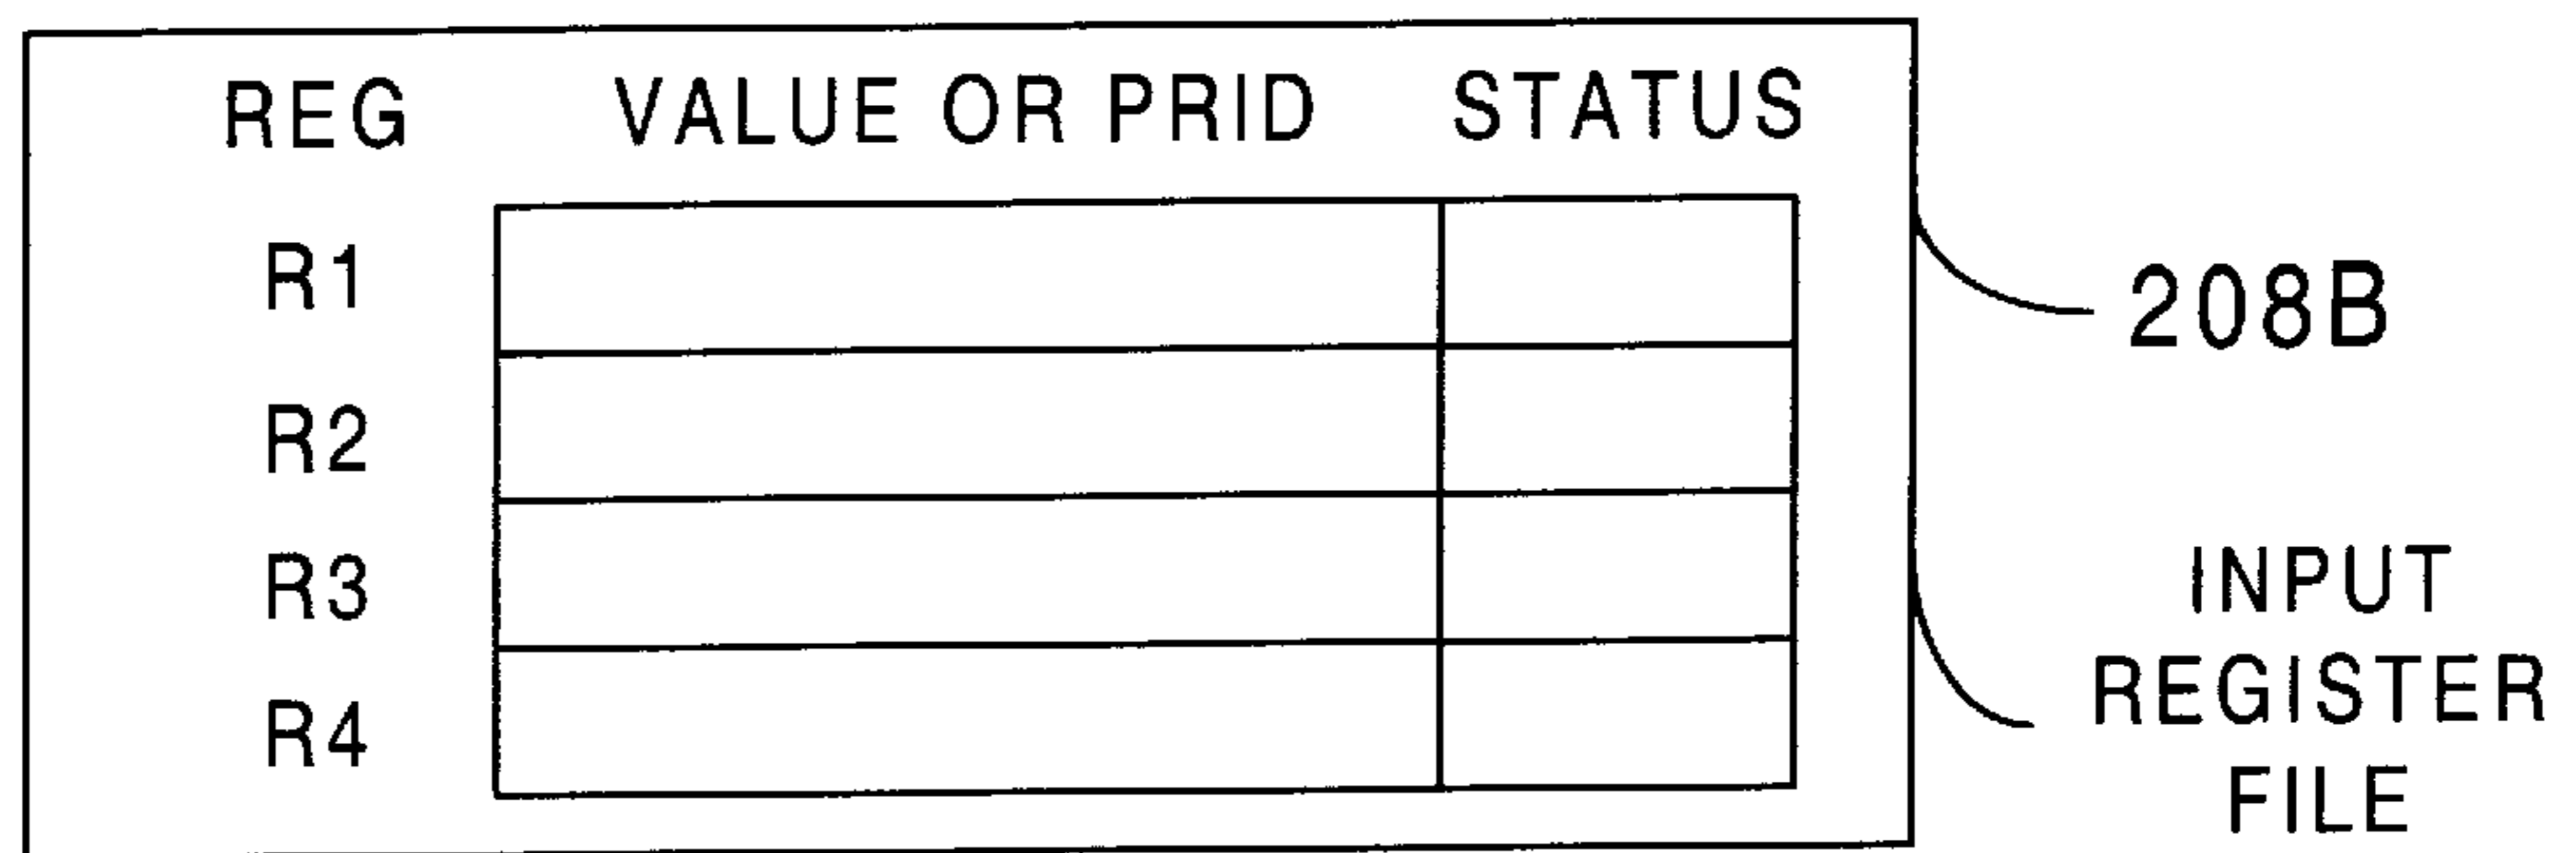 REG VALUE OR PRID STATUS
R1
R2
R3
R4
208B
INPUT
REGISTER
FILE